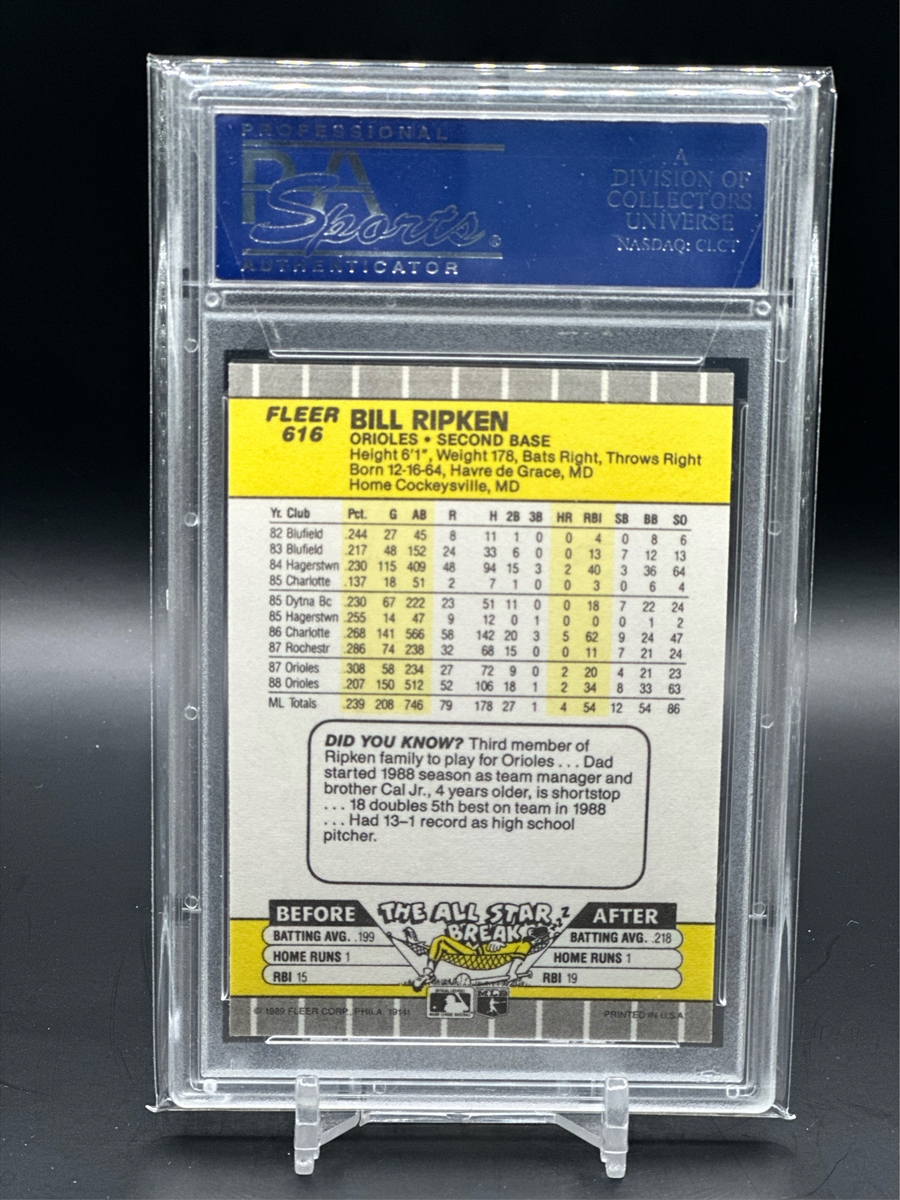 PROFESSIONAL
PSA
Sports®
AUTHENTICATOR
A
DIVISION OF
COLLECTORS
UNIVERSE
NASDAQ: CLCT
FLEER
616
BILL RIPKEN
ORIOLES • SECOND BASE
Height 6'1", Weight 178, Bats Right, Throws Right
Born 12-16-64, Havre de Grace, MD
Home Cockeysville, MD
Yr. Club Pct. G AB R H 2B 3B HR RBI SB BB SO
82 Blufield .244 27 45 8 11 1 0 0 4 0 8 6
83 Blufield .217 48 152 24 33 6 0 0 13 7 12 13
84 Hagerstwn .230 115 409 48 94 15 3 2 40 3 36 64
85 Charlotte .137 18 51 2 7 1 0 0 3 0 6 4
85 Dytna Bc .230 67 222 23 51 11 0 0 18 7 22 24
85 Hagerstwn .255 14 47 9 12 0 1 0 0 0 1 2
86 Charlotte .268 141 566 58 142 20 3 5 62 9 24 47
87 Rochestr .286 74 238 32 68 15 0 0 11 7 21 24
87 Orioles .308 58 234 27 72 9 0 2 20 4 21 23
88 Orioles .207 150 512 52 106 18 1 2 34 8 33 63
ML Totals .239 208 746 79 178 27 1 4 54 12 54 86
DID YOU KNOW? Third member of
Ripken family to play for Orioles . . . Dad
started 1988 season as team manager and
brother Cal Jr., 4 years older, is shortstop
. . . 18 doubles 5th best on team in 1988
. . . Had 13–1 record as high school
pitcher.
THE ALL STAR
BREAK
BEFORE
BATTING AVG. .199
HOME RUNS 1
RBI 15
AFTER
BATTING AVG. .218
HOME RUNS 1
RBI 19
© 1989 FLEER CORP., PHILA. 19141
PRINTED IN U.S.A.